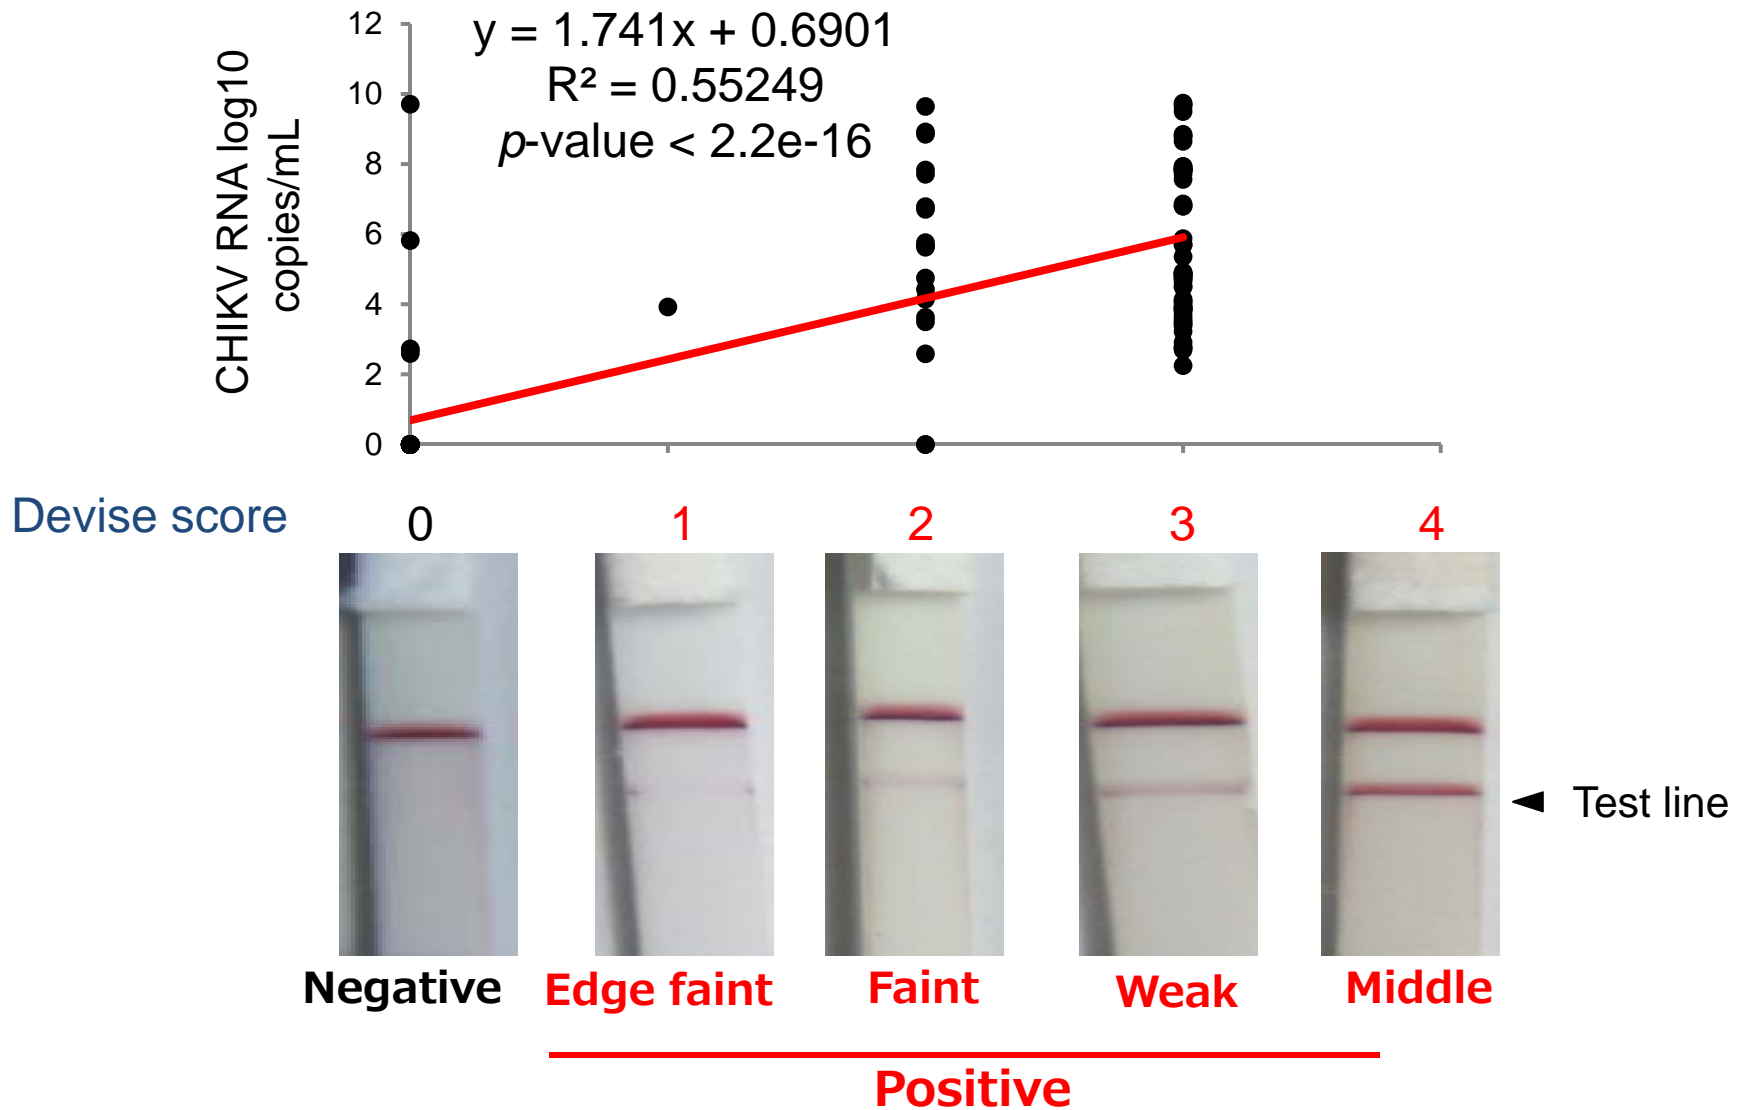 y = 1.741x + 0.6901
R² = 0.55249
p-value < 2.2e-16
CHIKV RNA log10
copies/mL
12
10
8
6
4
2
0
Devise score 0 1 2 3 4
Test line
Negative Edge faint Faint Weak Middle
Positive